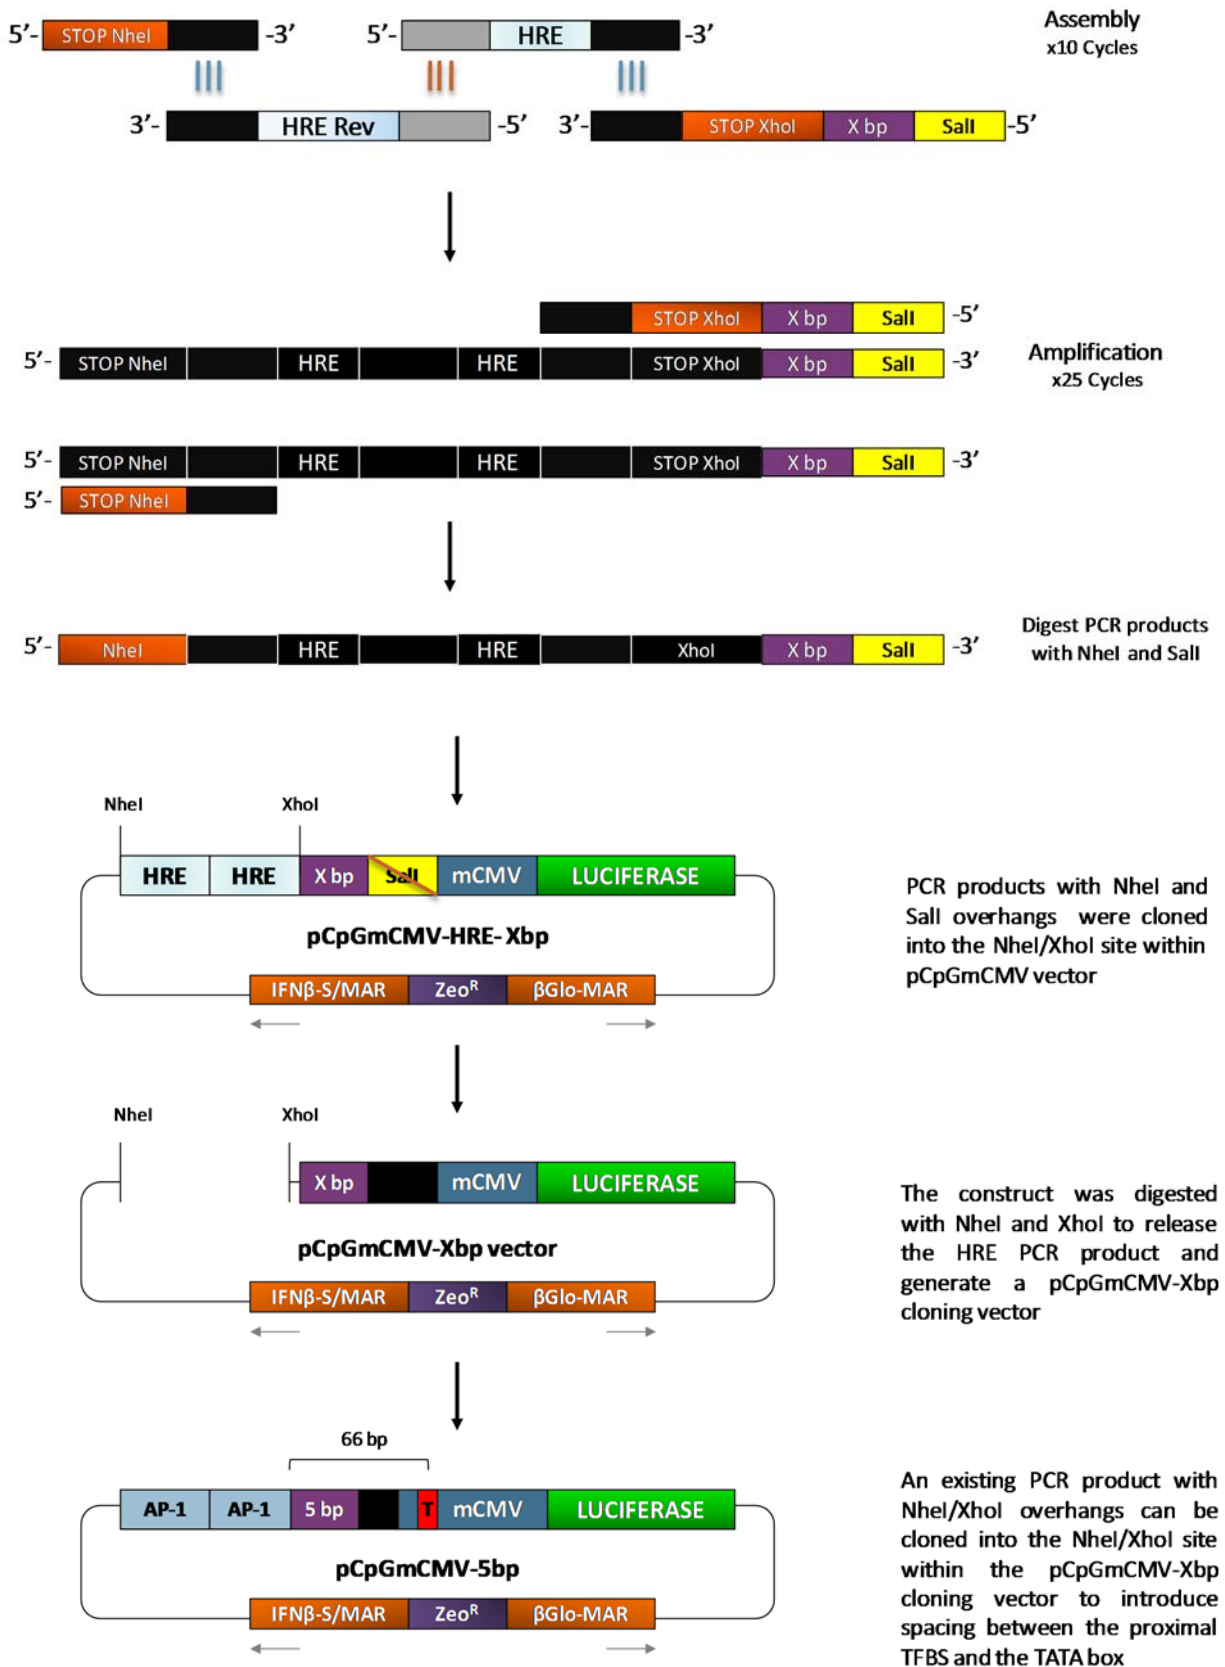 Assembly
x10 Cycles
5’- STOP NheI -3’ 5’- HRE -3’
3’- HRE Rev -5’ 3’- STOP XhoI X bp SalI -5’
STOP XhoI X bp SalI -5’
5’- STOP NheI HRE HRE STOP XhoI X bp SalI -3’
Amplification
x25 Cycles
5’- STOP NheI HRE HRE STOP XhoI X bp SalI -3’
5’- STOP NheI
5’- NheI HRE HRE XhoI X bp SalI -3’
Digest PCR products
with NheI and SalI
NheI XhoI
HRE HRE X bp SalI mCMV LUCIFERASE
pCpGmCMV-HRE- Xbp
IFNβ-S/MAR ZeoR βGlo-MAR
PCR products with NheI and
SalI overhangs were cloned
into the NheI/XhoI site within
pCpGmCMV vector
NheI XhoI
X bp mCMV LUCIFERASE
pCpGmCMV-Xbp vector
IFNβ-S/MAR ZeoR βGlo-MAR
The construct was digested
with NheI and XhoI to release
the HRE PCR product and
generate a pCpGmCMV-Xbp
cloning vector
66 bp
AP-1 AP-1 5 bp T mCMV LUCIFERASE
pCpGmCMV-5bp
IFNβ-S/MAR ZeoR βGlo-MAR
An existing PCR product with
NheI/XhoI overhangs can be
cloned into the NheI/XhoI site
within the pCpGmCMV-Xbp
cloning vector to introduce
spacing between the proximal
TFBS and the TATA box